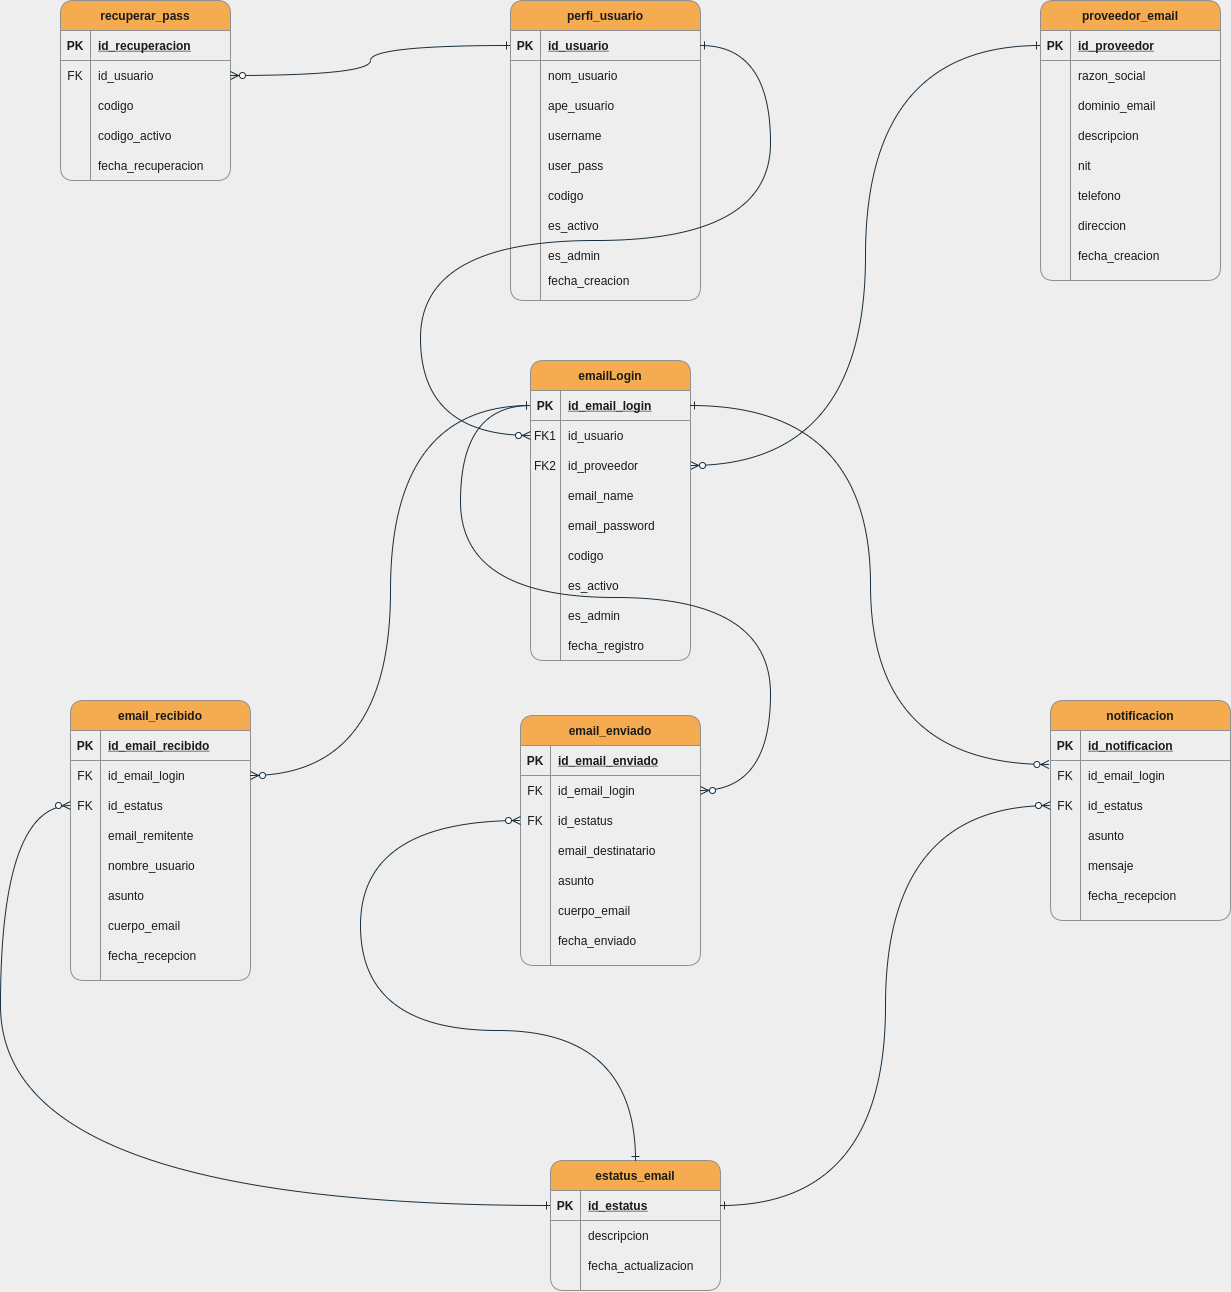 recuperar_pass
PK id_recuperacion
FK id_usuario
codigo
codigo_activo
fecha_recuperacion
perfi_usuario
PK id_usuario
nom_usuario
ape_usuario
username
user_pass
codigo
es_activo
es_admin
fecha_creacion
proveedor_email
PK id_proveedor
razon_social
dominio_email
descripcion
nit
telefono
direccion
fecha_creacion
emailLogin
PK id_email_login
FK1 id_usuario
FK2 id_proveedor
email_name
email_password
codigo
es_activo
es_admin
fecha_registro
email_recibido
PK id_email_recibido
FK id_email_login
FK id_estatus
email_remitente
nombre_usuario
asunto
cuerpo_email
fecha_recepcion
email_enviado
PK id_email_enviado
FK id_email_login
FK id_estatus
email_destinatario
asunto
cuerpo_email
fecha_enviado
notificacion
PK id_notificacion
FK id_email_login
FK id_estatus
asunto
mensaje
fecha_recepcion
estatus_email
PK id_estatus
descripcion
fecha_actualizacion